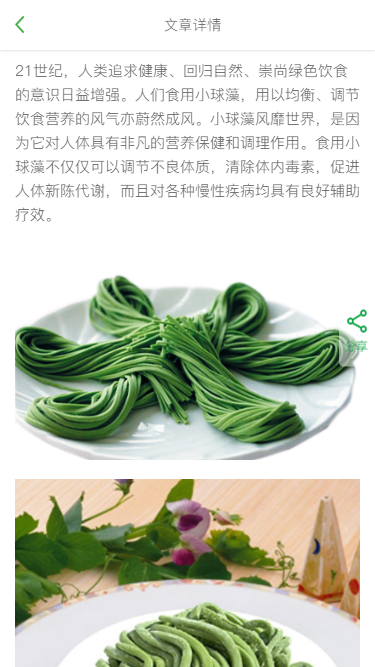 文章详情
21世纪，人类追求健康、回归自然、崇尚绿色饮食
的意识日益增强。人们食用小球藻，用以均衡、调节
饮食营养的风气亦蔚然成风。小球藻风靡世界，是因
为它对人体具有非凡的营养保健和调理作用。食用小
球藻不仅仅可以调节不良体质，清除体内毒素，促进
人体新陈代谢，而且对各种慢性疾病均具有良好辅助
疗效。
分享